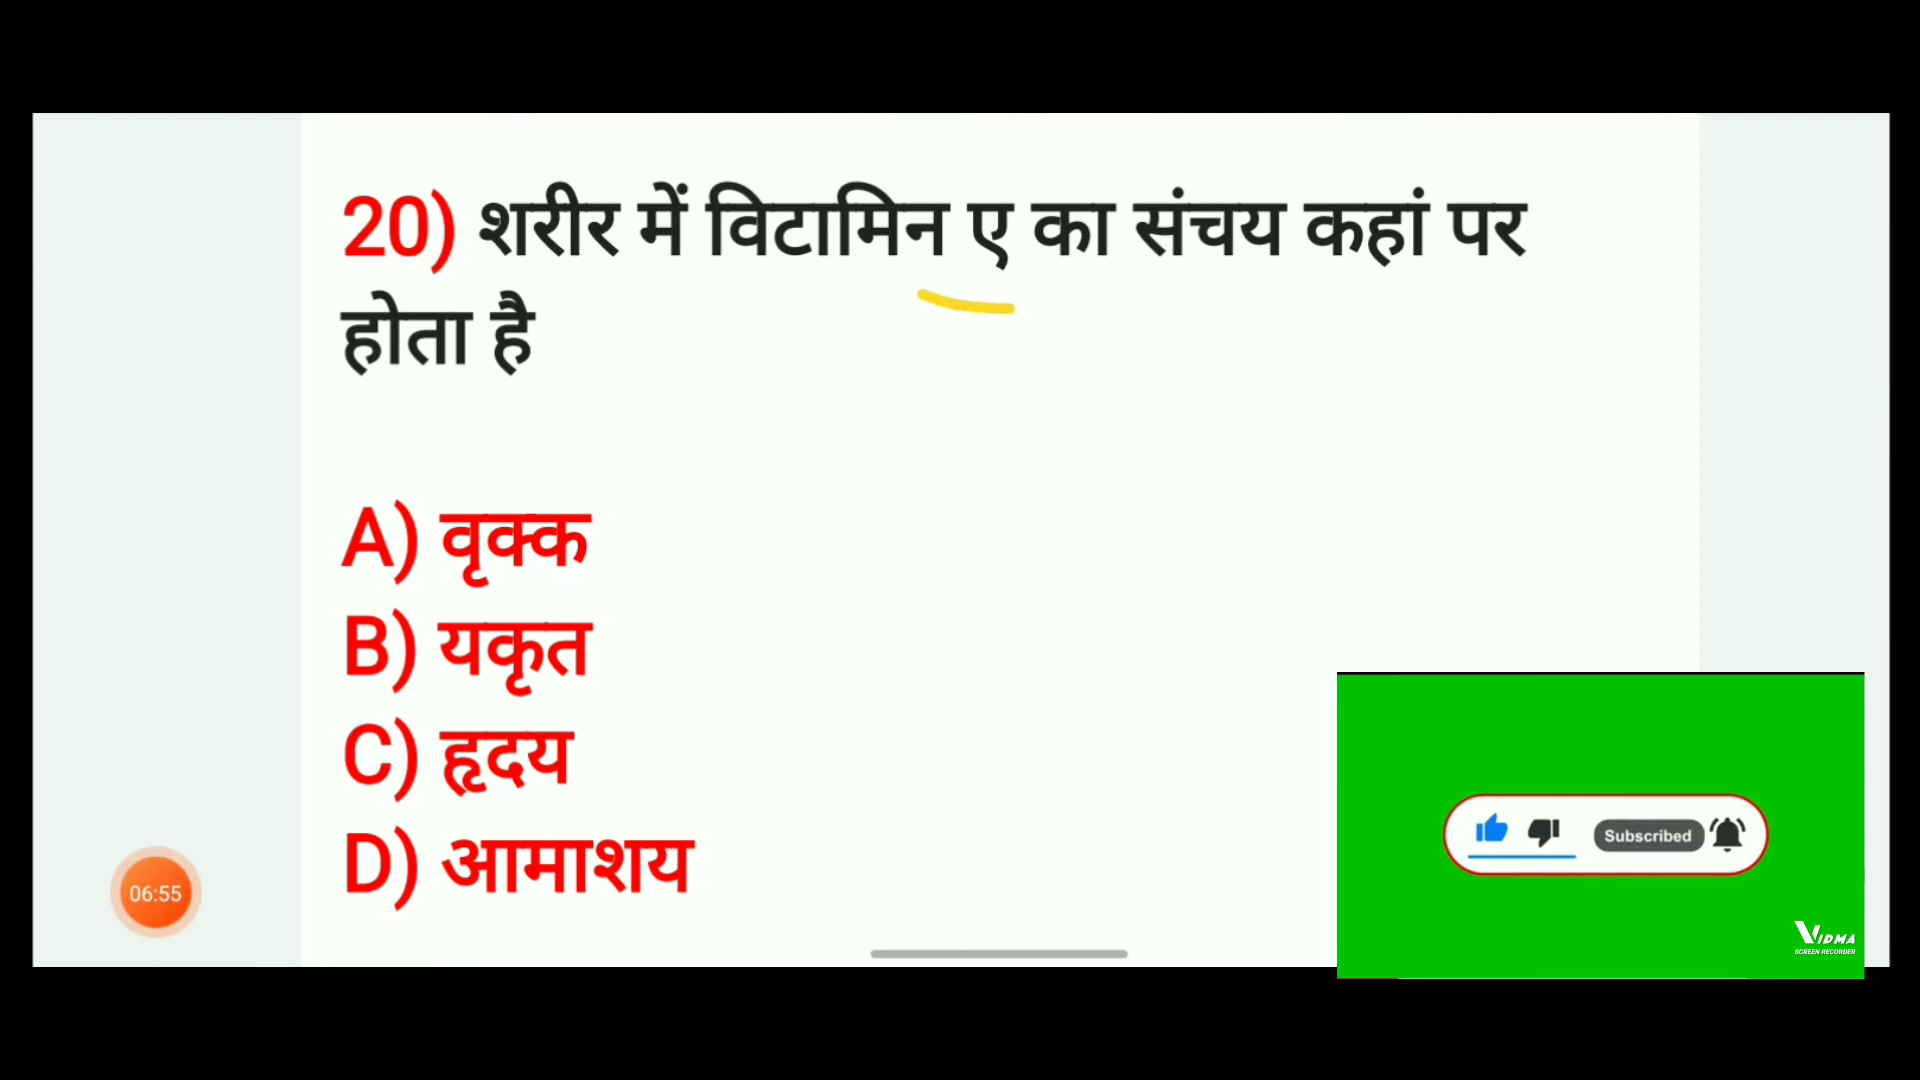 20) शरीर में विटामिन ए का संचय कहां पर
होता है
A) वृक्क
B) यकृत
C) हृदय
D) आमाशय
06:55
Subscribed
VIDMA
SCREEN RECORDER